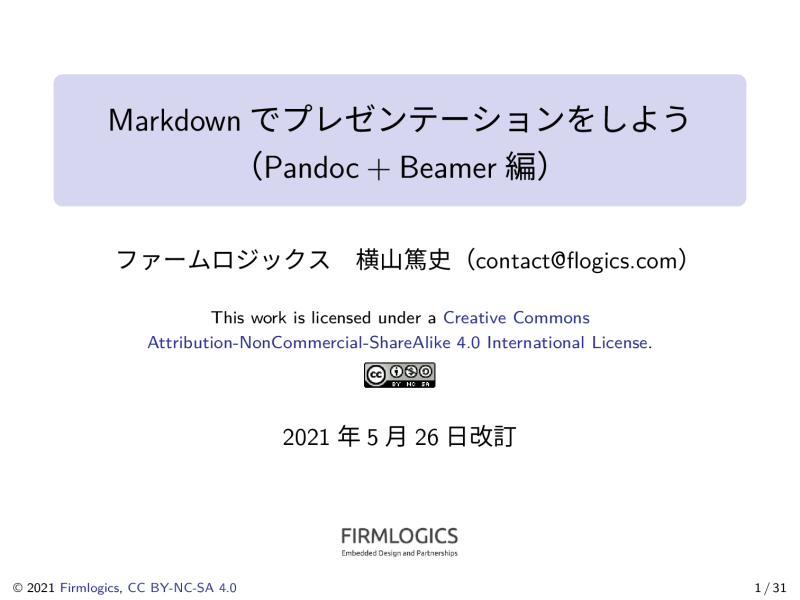 Markdown でプレゼンテーションをしよう
（Pandoc + Beamer 編）
ファームロジックス　横山篤史（contact@flogics.com）
This work is licensed under a Creative Commons
Attribution-NonCommercial-ShareAlike 4.0 International License.
cc BY NC SA
2021 年 5 月 26 日改訂
FIRMLOGICS
Embedded Design and Partnerships
© 2021 Firmlogics, CC BY-NC-SA 4.0
1 / 31